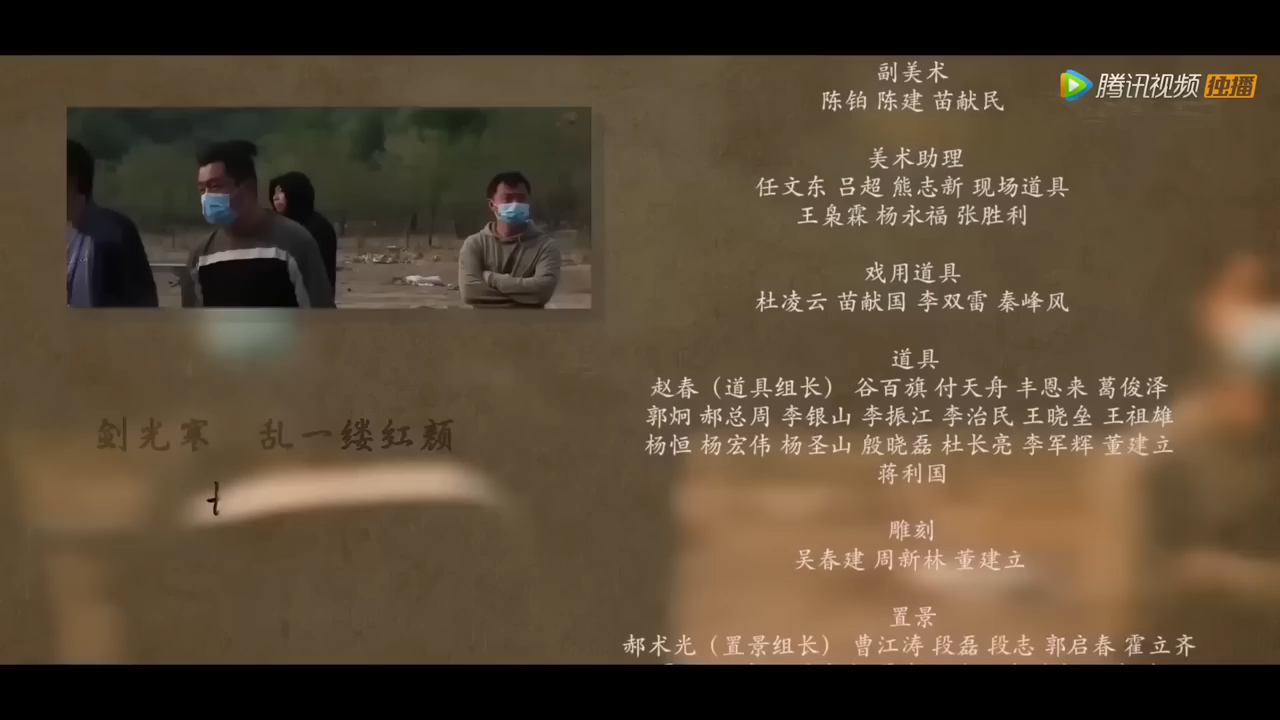 腾讯视频 独播
副美术
陈铂 陈建 苗献民
美术助理
任文东 吕超 熊志新 现场道具
王枭霖 杨永福 张胜利
戏用道具
杜凌云 苗献国 李双雷 秦峰风
道具
赵春（道具组长） 谷百旗 付天舟 丰恩来 葛俊泽
郭炯 郝总周 李银山 李振江 李治民 王晓垒 王祖雄
杨恒 杨宏伟 杨圣山 殷晓磊 杜长亮 李军辉 董建立
蒋利国
雕刻
吴春建 周新林 董建立
置景
郝术光（置景组长） 曹江涛 段磊 段志 郭启春 霍立齐
剑光寒 乱一缕红颜